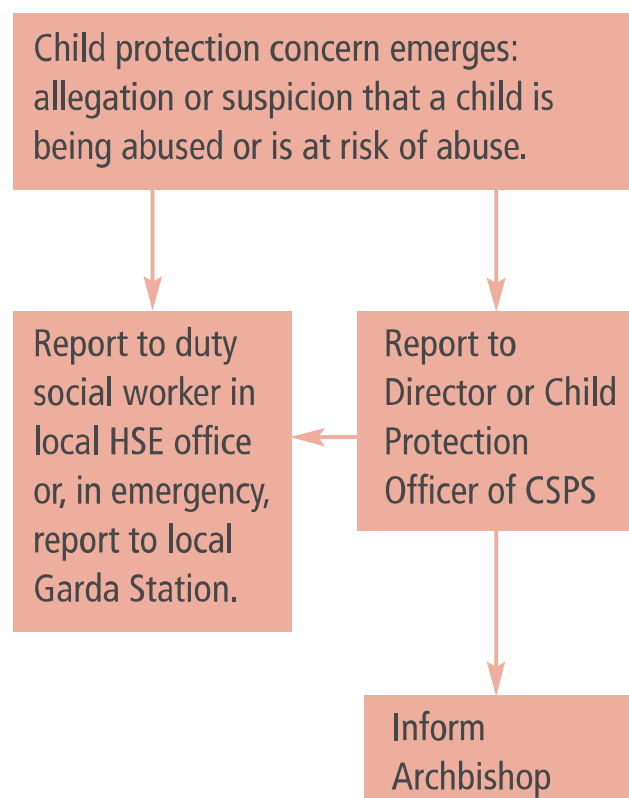 Child protection concern emerges:
allegation or suspicion that a child is
being abused or is at risk of abuse.
Report to duty
social worker in
local HSE office
or, in emergency,
report to local
Garda Station.
Report to
Director or Child
Protection
Officer of CSPS
Inform
Archbishop